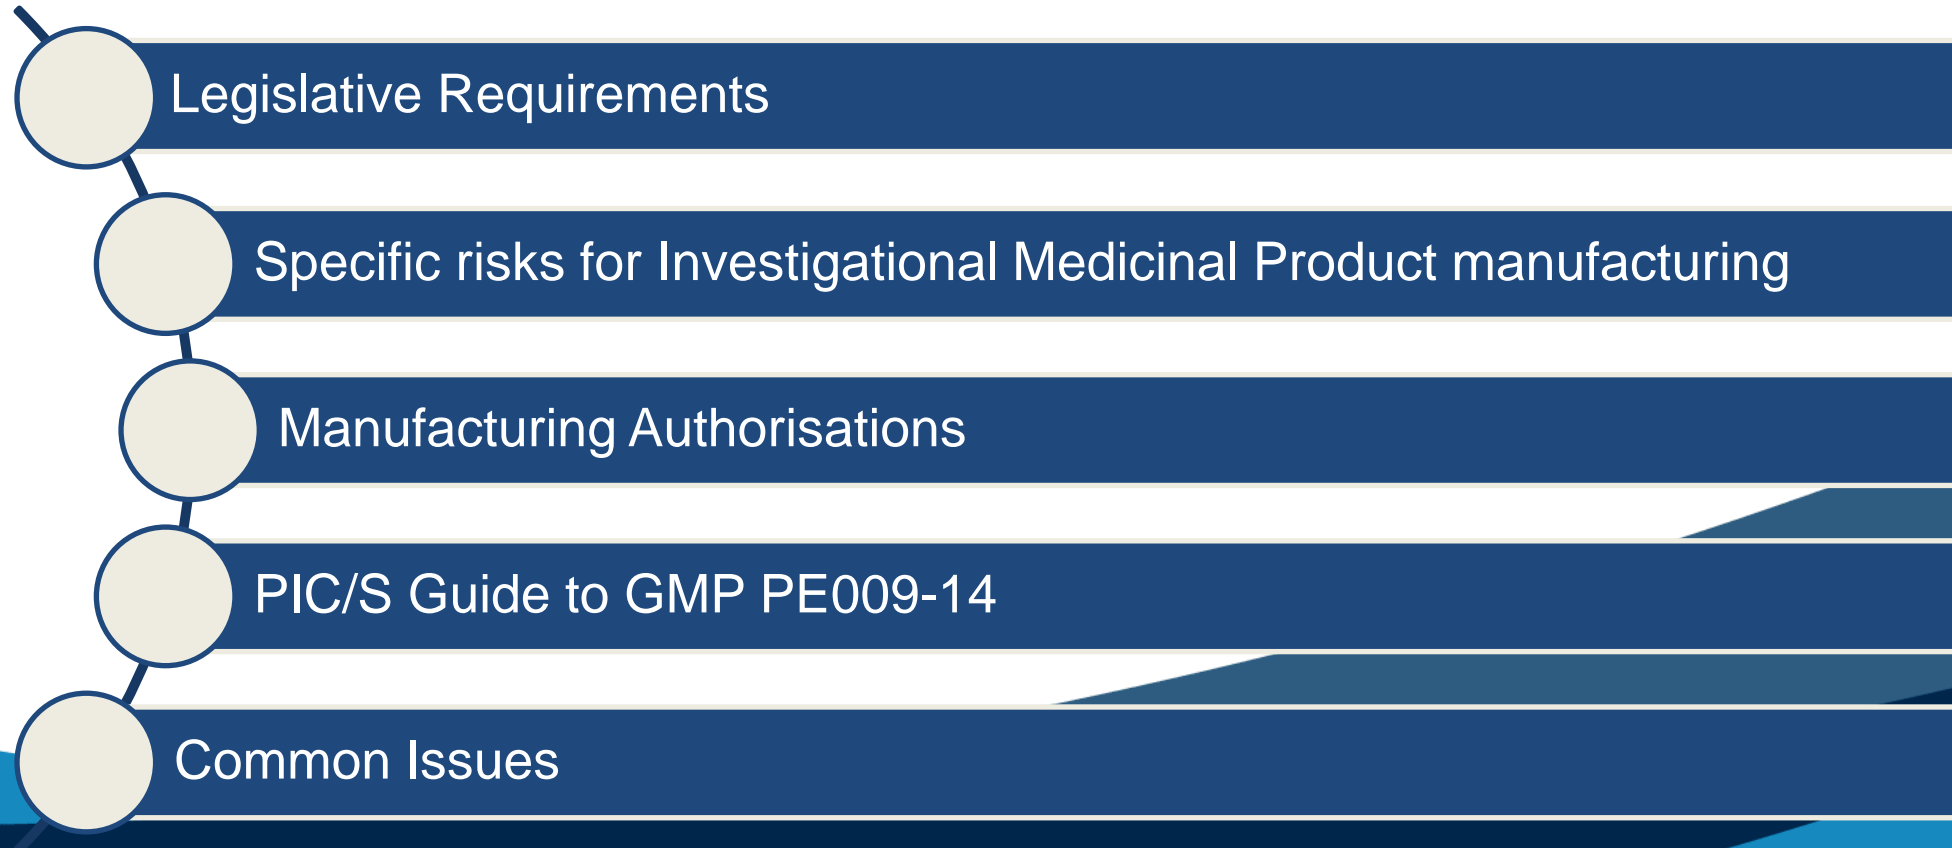 Legislative Requirements
Specific risks for Investigational Medicinal Product manufacturing
Manufacturing Authorisations
PIC/S Guide to GMP PE009-14
Common Issues